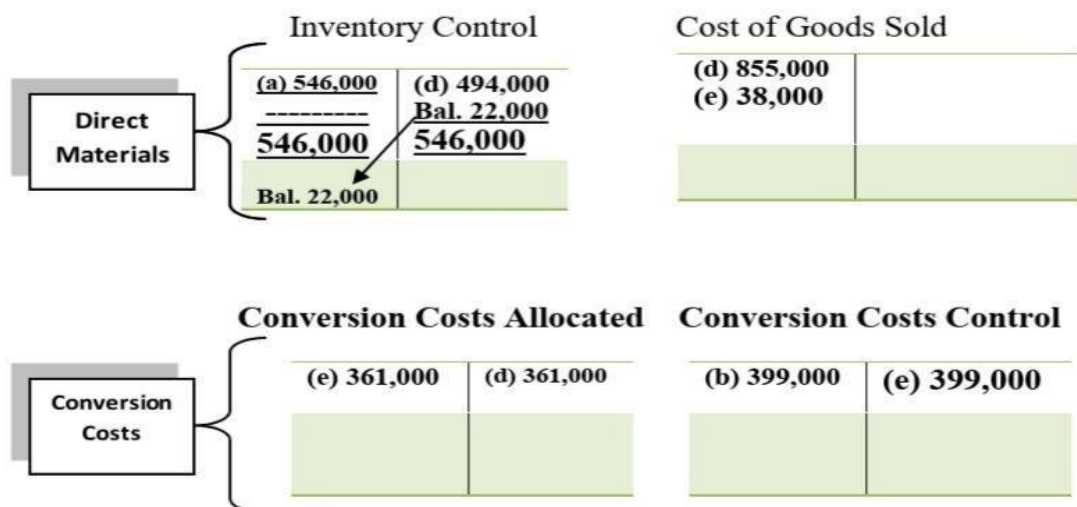 Inventory Control
Cost of Goods Sold
Direct
Materials
(a) 546,000
(d) 494,000
---------
Bal. 22,000
546,000
546,000
Bal. 22,000
(d) 855,000
(e) 38,000
Conversion Costs Allocated
Conversion Costs Control
Conversion
Costs
(e) 361,000
(d) 361,000
(b) 399,000
(e) 399,000